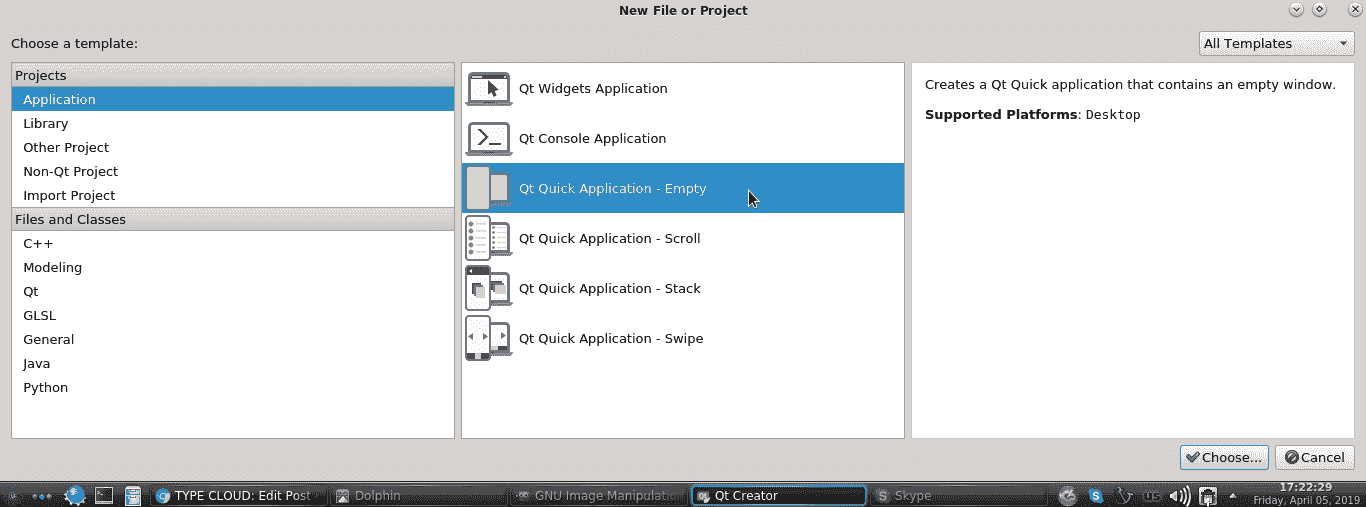 New File or Project
Choose a template:
All Templates
Projects
Application
Library
Other Project
Non-Qt Project
Import Project
Files and Classes
C++
Modeling
Qt
GLSL
General
Java
Python
Qt Widgets Application
Qt Console Application
Qt Quick Application - Empty
Qt Quick Application - Scroll
Qt Quick Application - Stack
Qt Quick Application - Swipe
Creates a Qt Quick application that contains an empty window.
Supported Platforms: Desktop
Choose...
Cancel
TYPE CLOUD: Edit Post
Dolphin
GNU Image Manipulatio
Qt Creator
Skype
us
17:22:29
Friday, April 05, 2019